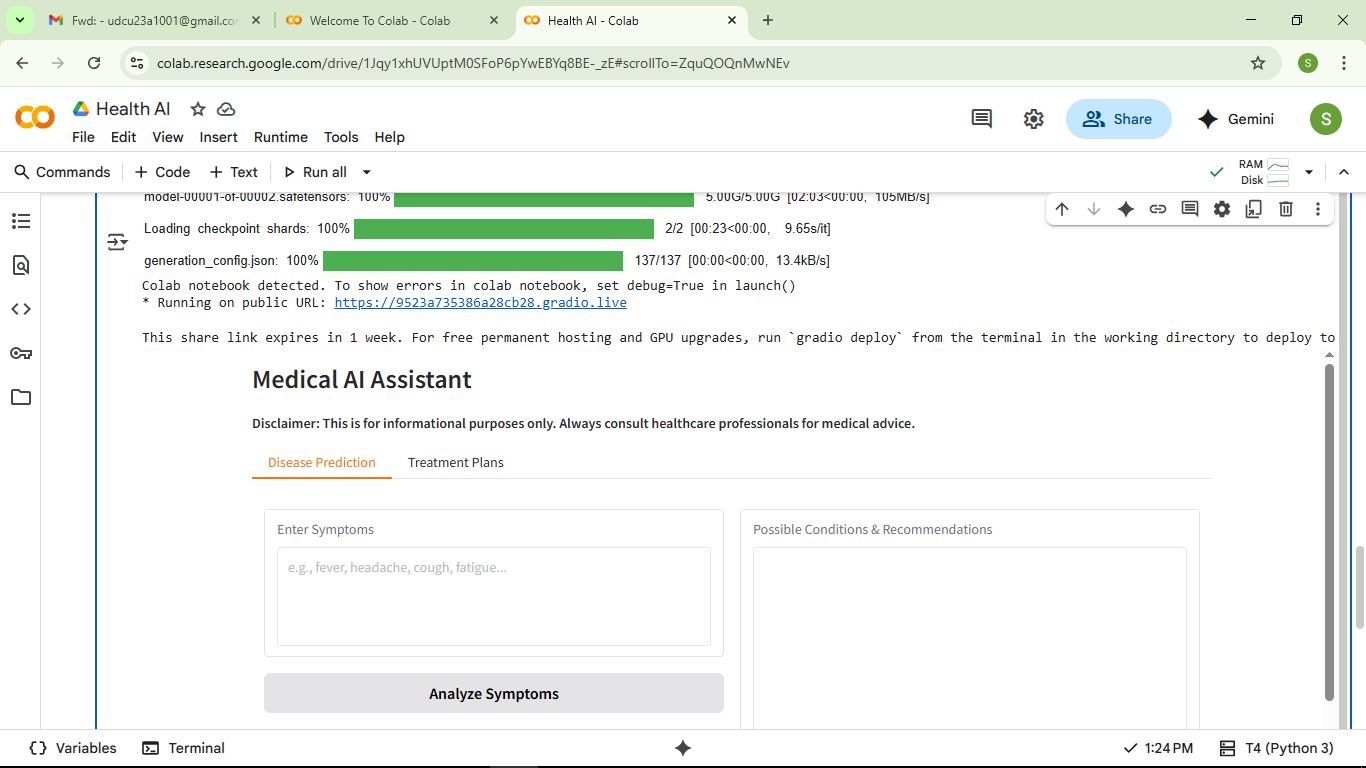 Fwd: - udcu23a1001@gmail.co
Welcome To Colab - Colab
Health AI - Colab
colab.research.google.com/drive/1Jqy1xhUVUptM0SFoP6pYwEBYq8BE-_zE#scrollTo=ZquQOQnMwNEv
S
Health AI
File Edit View Insert Runtime Tools Help
Share
Gemini
S
Commands + Code + Text Run all
RAM
Disk
model-00001-of-00002.safetensors: 100% 5.00G/5.00G [02:03<00:00, 105MB/s]
Loading checkpoint shards: 100% 2/2 [00:23<00:00, 9.65s/it]
generation_config.json: 100% 137/137 [00:00<00:00, 13.4kB/s]
Colab notebook detected. To show errors in colab notebook, set debug=True in launch()
* Running on public URL: https://9523a735386a28cb28.gradio.live
This share link expires in 1 week. For free permanent hosting and GPU upgrades, run `gradio deploy` from the terminal in the working directory to deploy to
Medical AI Assistant
Disclaimer: This is for informational purposes only. Always consult healthcare professionals for medical advice.
Disease Prediction Treatment Plans
Enter Symptoms
e.g., fever, headache, cough, fatigue...
Analyze Symptoms
Possible Conditions & Recommendations
Variables Terminal
1:24 PM T4 (Python 3)